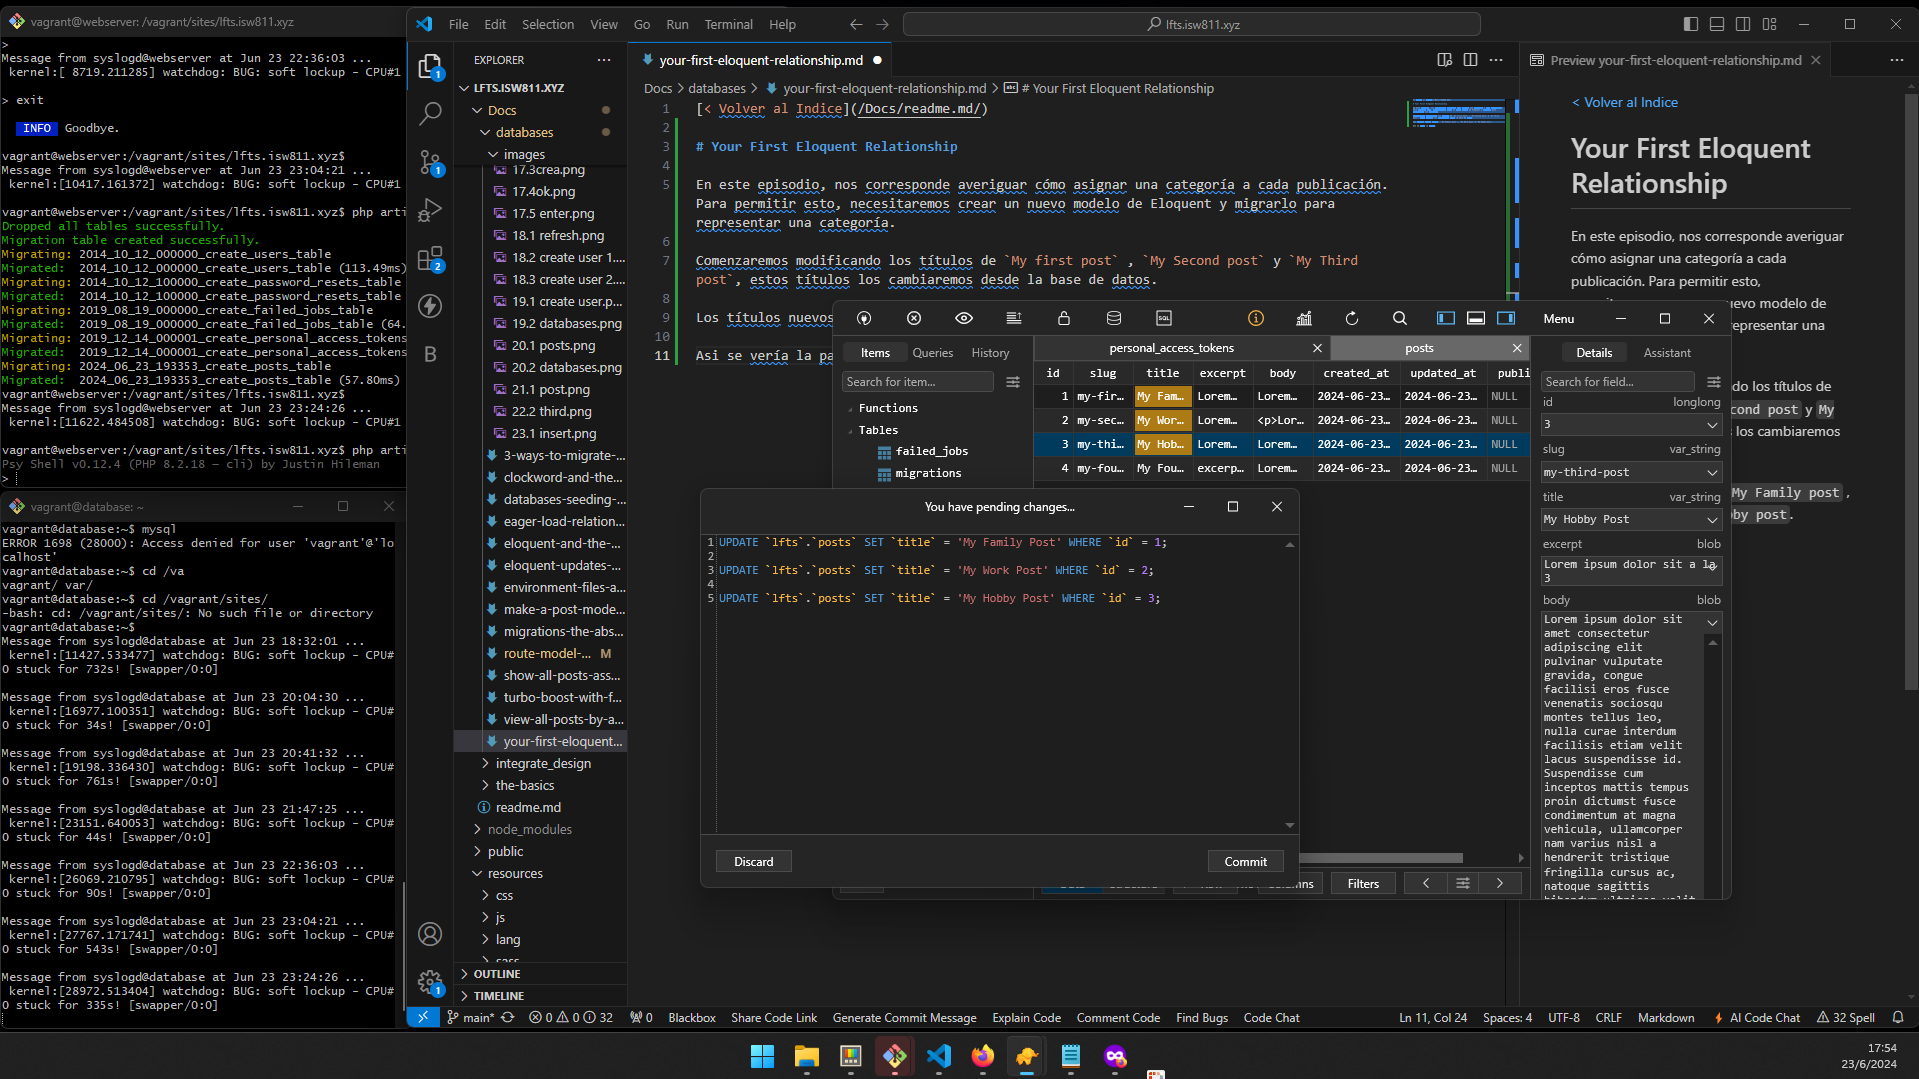 vagrant@webserver: /vagrant/sites/lfts.isw811.xyz
>
Message from syslogd@webserver at Jun 23 22:36:03 ...
kernel:[ 8719.211285] watchdog: BUG: soft lockup - CPU#1
> exit
INFO Goodbye.
vagrant@webserver:/vagrant/sites/lfts.isw811.xyz$
Message from syslogd@webserver at Jun 23 23:04:21 ...
kernel:[10417.161372] watchdog: BUG: soft lockup - CPU#1
vagrant@webserver:/vagrant/sites/lfts.isw811.xyz$ php arti
Dropped all tables successfully.
Migration table created successfully.
Migrating: 2014_10_12_000000_create_users_table
Migrated: 2014_10_12_000000_create_users_table (113.49ms)
Migrating: 2014_10_12_100000_create_password_resets_table
Migrated: 2014_10_12_100000_create_password_resets_table
Migrating: 2019_08_19_000000_create_failed_jobs_table
Migrated: 2019_08_19_000000_create_failed_jobs_table (64.
Migrating: 2019_12_14_000001_create_personal_access_tokens
Migrated: 2019_12_14_000001_create_personal_access_tokens
Migrating: 2024_06_23_193353_create_posts_table
Migrated: 2024_06_23_193353_create_posts_table (57.80ms)
vagrant@webserver:/vagrant/sites/lfts.isw811.xyz$
Message from syslogd@webserver at Jun 23 23:24:26 ...
kernel:[11622.484508] watchdog: BUG: soft lockup - CPU#1
vagrant@webserver:/vagrant/sites/lfts.isw811.xyz$ php arti
Psy Shell v0.12.4 (PHP 8.2.18 — cli) by Justin Hileman
>
vagrant@database: ~
vagrant@database:~$ mysql
ERROR 1698 (28000): Access denied for user 'vagrant'@'lo
calhost'
vagrant@database:~$ cd /va
vagrant/ var/
vagrant@database:~$ cd /vagrant/sites/
-bash: cd: /vagrant/sites/: No such file or directory
vagrant@database:~$
Message from syslogd@database at Jun 23 18:32:01 ...
kernel:[11427.533477] watchdog: BUG: soft lockup - CPU#
0 stuck for 732s! [swapper/0:0]
Message from syslogd@database at Jun 23 20:04:30 ...
kernel:[16977.100351] watchdog: BUG: soft lockup - CPU#
0 stuck for 34s! [swapper/0:0]
Message from syslogd@database at Jun 23 20:41:32 ...
kernel:[19198.336430] watchdog: BUG: soft lockup - CPU#
0 stuck for 761s! [swapper/0:0]
Message from syslogd@database at Jun 23 21:47:25 ...
kernel:[23151.640053] watchdog: BUG: soft lockup - CPU#
0 stuck for 44s! [swapper/0:0]
Message from syslogd@database at Jun 23 22:36:03 ...
kernel:[26069.210795] watchdog: BUG: soft lockup - CPU#
0 stuck for 90s! [swapper/0:0]
Message from syslogd@database at Jun 23 23:04:21 ...
kernel:[27767.171741] watchdog: BUG: soft lockup - CPU#
0 stuck for 543s! [swapper/0:0]
Message from syslogd@database at Jun 23 23:24:26 ...
kernel:[28972.513404] watchdog: BUG: soft lockup - CPU#
0 stuck for 335s! [swapper/0:0]
File Edit Selection View Go Run Terminal Help
lfts.isw811.xyz
1
1
2
B
1
EXPLORER
LFTS.ISW811.XYZ
Docs
databases
images
17.3crea.png
17.4ok.png
17.5 enter.png
18.1 refresh.png
18.2 create user 1....
18.3 create user 2....
19.1 create user.p...
19.2 databases.png
20.1 posts.png
20.2 databases.png
21.1 post.png
22.2 third.png
23.1 insert.png
3-ways-to-migrate-...
clockword-and-the...
databases-seeding-...
eager-load-relation...
eloquent-and-the-...
eloquent-updates-...
environment-files-a...
make-a-post-mode...
migrations-the-abs...
route-model-... M
show-all-posts-ass...
turbo-boost-with-f...
view-all-posts-by-a...
your-first-eloquent...
integrate_design
the-basics
readme.md
node_modules
public
resources
css
js
lang
sass
OUTLINE
TIMELINE
your-first-eloquent-relationship.md
Docs > databases > your-first-eloquent-relationship.md > # Your First Eloquent Relationship
1 [< Volver al Indice](/Docs/readme.md/)
2
3 # Your First Eloquent Relationship
4
5 En este episodio, nos corresponde averiguar cómo asignar una categoría a cada publicación.
Para permitir esto, necesitaremos crear un nuevo modelo de Eloquent y migrarlo para
representar una categoría.
6
7 Comenzaremos modificando los títulos de `My first post` , `My Second post` y `My Third
post`, estos títulos los cambiaremos desde la base de datos.
8
9 Los títulos nuevos
10
11 Asi se vería la pa
Preview your-first-eloquent-relationship.md
< Volver al Indice
Your First Eloquent
Relationship
En este episodio, nos corresponde averiguar
cómo asignar una categoría a cada
publicación. Para permitir esto,
uevo modelo de
representar una
do los títulos de
cond post y My
los cambiaremos
My Family post ,
by post.
Menu
Items Queries History
Search for item...
Functions
Tables
failed_jobs
migrations
personal_access_tokens
posts
id slug title excerpt body created_at updated_at publi
1 my-fir... My Fam... Lorem... Lorem... 2024-06-23... 2024-06-23... NULL
2 my-sec... My Wor... Lorem... <p>Lor... 2024-06-23... 2024-06-23... NULL
3 my-thi... My Hob... Lorem... Lorem... 2024-06-23... 2024-06-23... NULL
4 my-fou... My Fou... excerp... Lorem... 2024-06-23... 2024-06-23... NULL
Details Assistant
Search for field...
id longlong
3
slug var_string
my-third-post
title var_string
My Hobby Post
excerpt blob
Lorem ipsum dolor sit a la
3
body blob
Lorem ipsum dolor sit
amet consectetur
adipiscing elit
pulvinar vulputate
gravida, congue
facilisi eros fusce
venenatis sociosqu
montes tellus leo,
nulla curae interdum
facilisis etiam velit
lacus suspendisse id.
Suspendisse cum
inceptos mattis tempus
proin dictumst fusce
condimentum at magna
vehicula, ullamcorper
nam varius nisl a
hendrerit tristique
fringilla cursus ac,
natoque sagittis
Filters
You have pending changes...
1 UPDATE `lfts`.`posts` SET `title` = 'My Family Post' WHERE `id` = 1;
2
3 UPDATE `lfts`.`posts` SET `title` = 'My Work Post' WHERE `id` = 2;
4
5 UPDATE `lfts`.`posts` SET `title` = 'My Hobby Post' WHERE `id` = 3;
Discard
Commit
main* 0 0 32 0 Blackbox Share Code Link Generate Commit Message Explain Code Comment Code Find Bugs Code Chat Ln 11, Col 24 Spaces: 4 UTF-8 CRLF Markdown AI Code Chat 32 Spell
17:54
23/6/2024